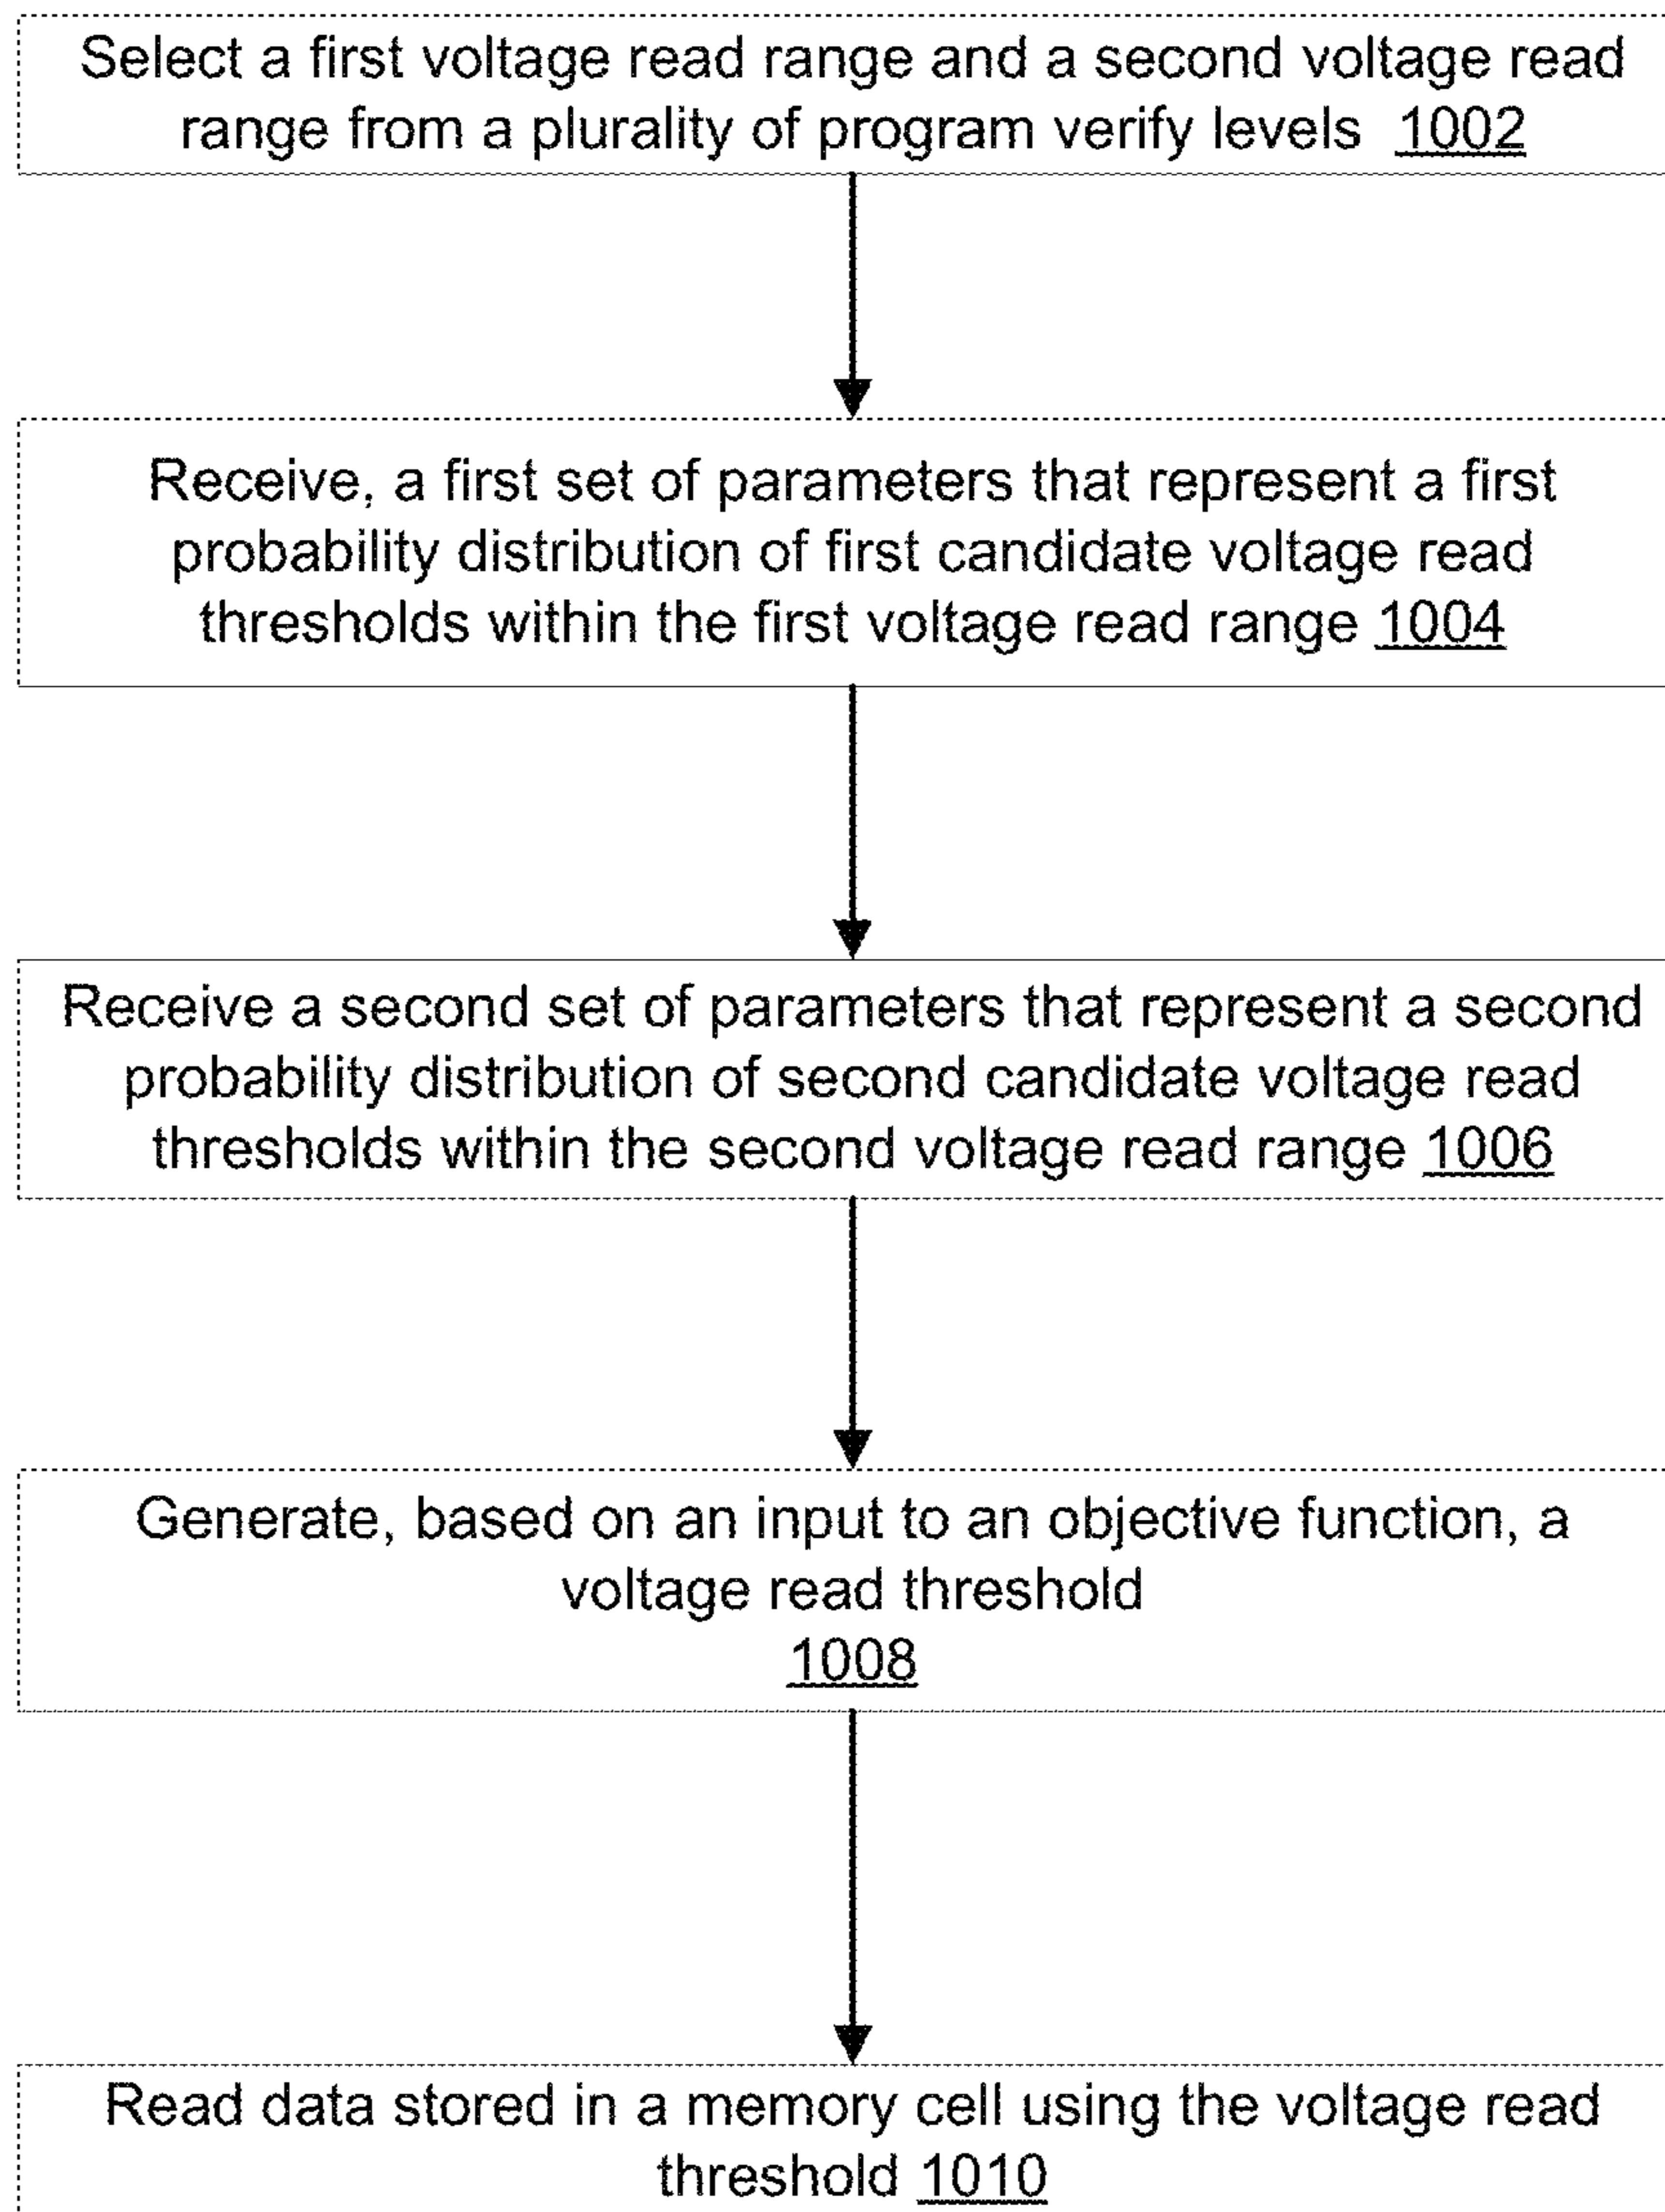 Select a first voltage read range and a second voltage read
range from a plurality of program verify levels 1002
Receive, a first set of parameters that represent a first
probability distribution of first candidate voltage read
thresholds within the first voltage read range 1004
Receive a second set of parameters that represent a second
probability distribution of second candidate voltage read
thresholds within the second voltage read range 1006
Generate, based on an input to an objective function, a
voltage read threshold
1008
Read data stored in a memory cell using the voltage read
threshold 1010